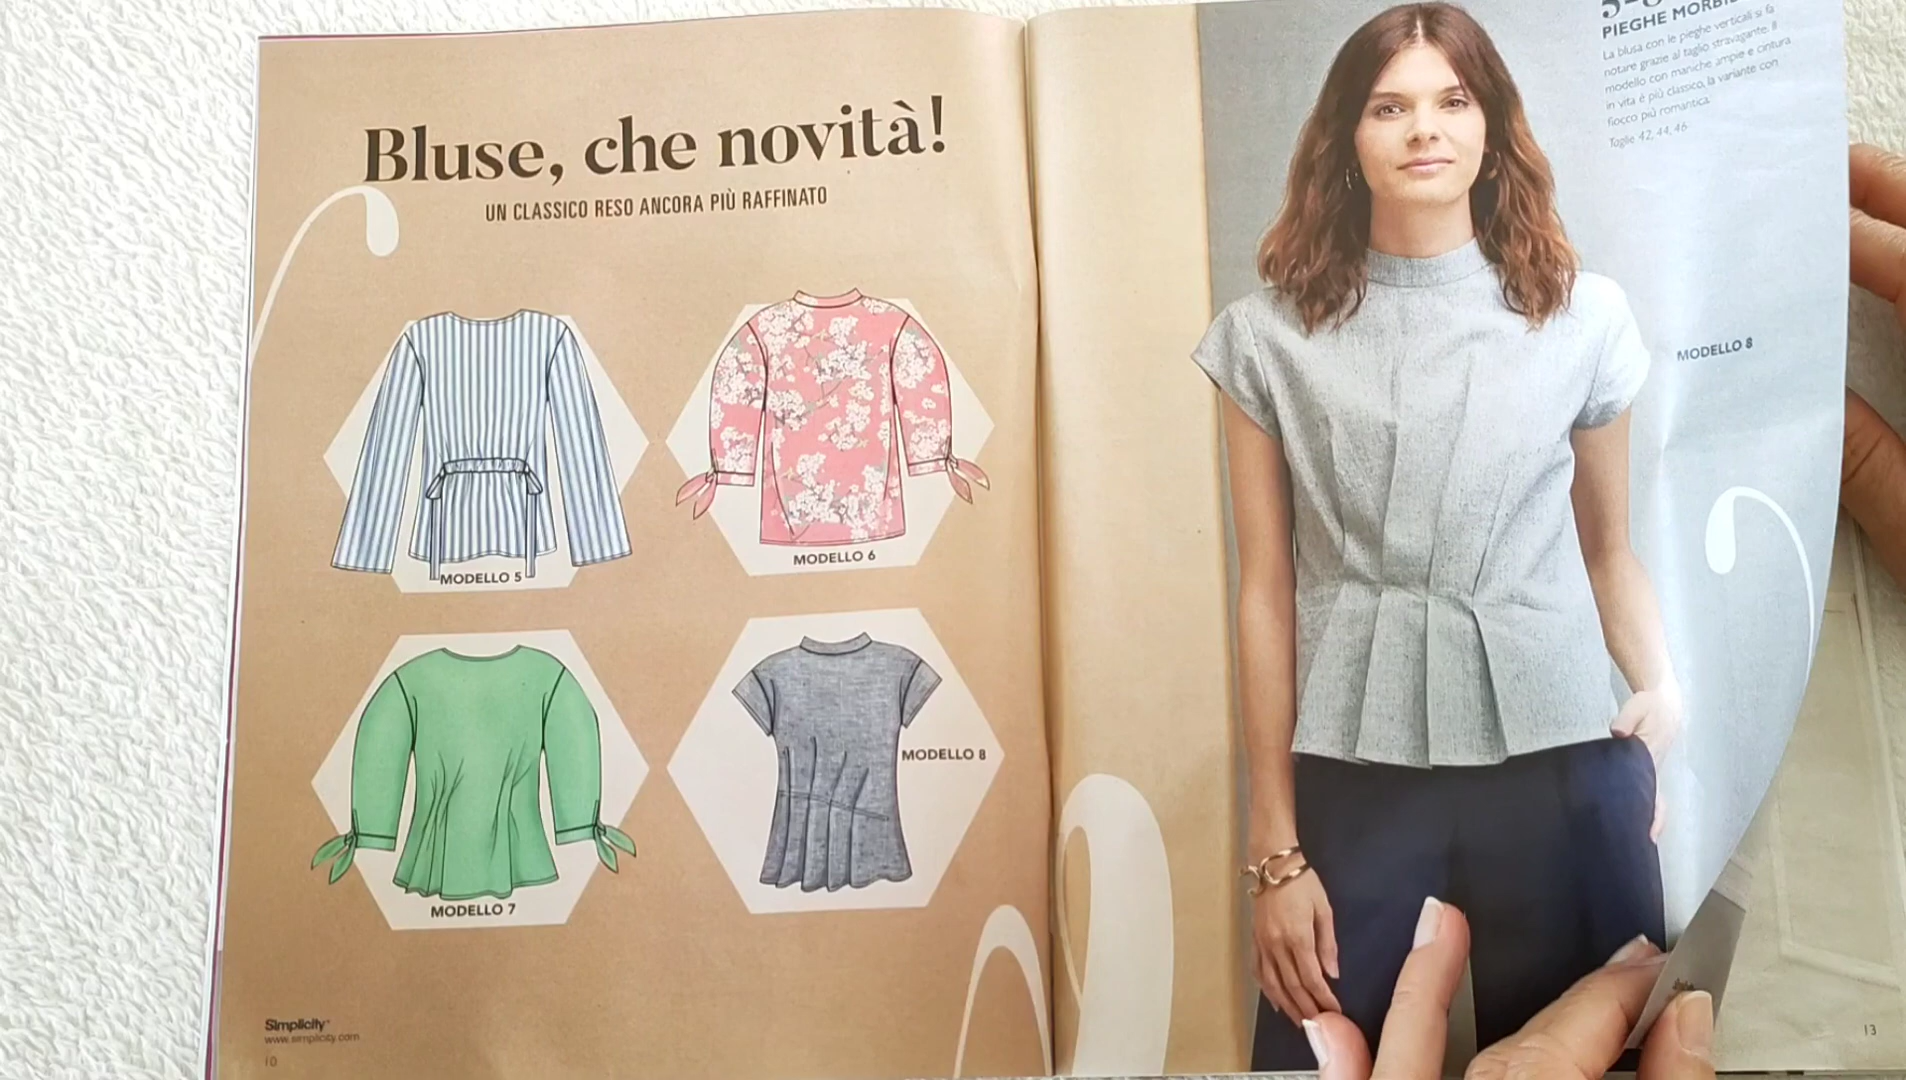 Bluse, che novità!
UN CLASSICO RESO ANCORA PIÙ RAFFINATO
MODELLO 5
MODELLO 6
MODELLO 7
MODELLO 8
Simplicity
www.simplicity.com
10
PIEGHE
La blusa con le pieghe verticali si fa
notare grazie al taglio stravagante. Il
modello con maniche ampie e cintura
in vita è più classico, la variante con
fiocco più romantica.
Taglie 42, 44, 46
MODELLO 8
13